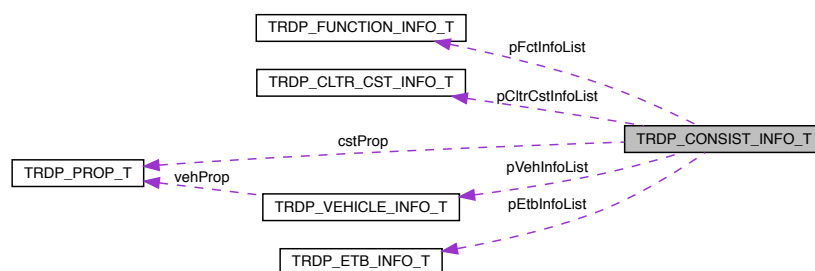 TRDP_FUNCTION_INFO_T
pFctInfoList
TRDP_CLTR_CST_INFO_T
pCltrCstInfoList
TRDP_CONSIST_INFO_T
cstProp
TRDP_PROP_T
vehProp
pVehInfoList
TRDP_VEHICLE_INFO_T
pEtbInfoList
TRDP_ETB_INFO_T